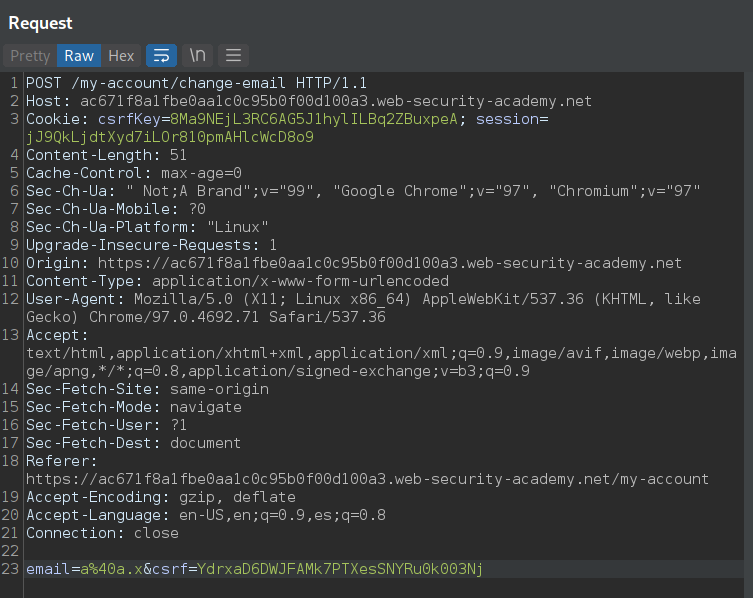 Request
Pretty Raw Hex \n
1 POST /my-account/change-email HTTP/1.1
2 Host: ac671f8a1fbe0aa1c0c95b0f00d100a3.web-security-academy.net
3 Cookie: csrfKey=8Ma9NEjL3RC6AG5J1hylILBq2ZBuxpeA; session=
jJ9QkLjdtXyd7iLOr810pmAHlcWcD8o9
4 Content-Length: 51
5 Cache-Control: max-age=0
6 Sec-Ch-Ua: " Not;A Brand";v="99", "Google Chrome";v="97", "Chromium";v="97"
7 Sec-Ch-Ua-Mobile: ?0
8 Sec-Ch-Ua-Platform: "Linux"
9 Upgrade-Insecure-Requests: 1
10 Origin: https://ac671f8a1fbe0aa1c0c95b0f00d100a3.web-security-academy.net
11 Content-Type: application/x-www-form-urlencoded
12 User-Agent: Mozilla/5.0 (X11; Linux x86_64) AppleWebKit/537.36 (KHTML, like
Gecko) Chrome/97.0.4692.71 Safari/537.36
13 Accept:
text/html,application/xhtml+xml,application/xml;q=0.9,image/avif,image/webp,ima
ge/apng,*/*;q=0.8,application/signed-exchange;v=b3;q=0.9
14 Sec-Fetch-Site: same-origin
15 Sec-Fetch-Mode: navigate
16 Sec-Fetch-User: ?1
17 Sec-Fetch-Dest: document
18 Referer:
https://ac671f8a1fbe0aa1c0c95b0f00d100a3.web-security-academy.net/my-account
19 Accept-Encoding: gzip, deflate
20 Accept-Language: en-US,en;q=0.9,es;q=0.8
21 Connection: close
22
23 email=a%40a.x&csrf=YdrxaD6DWJFAMk7PTXesSNYRu0k003Nj